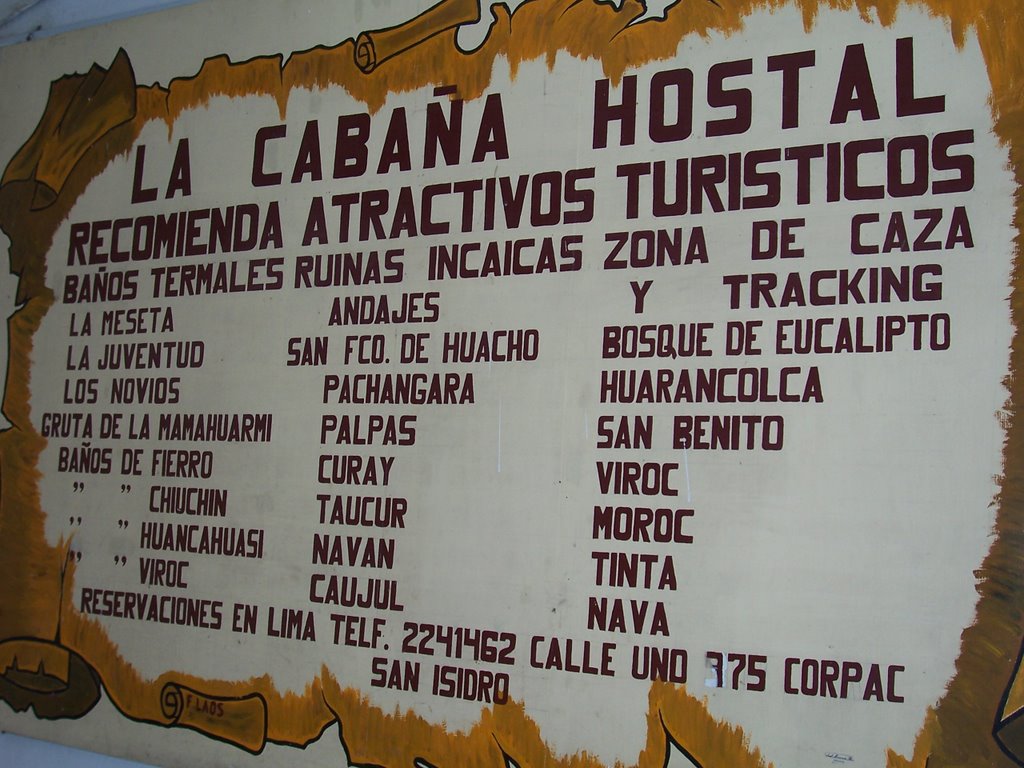 LA CABAÑA HOSTAL
RECOMIENDA ATRACTIVOS TURISTICOS
BAÑOS TERMALES RUINAS INCAICAS ZONA DE CAZA
Y TRACKING
LA MESETA
LA JUVENTUD
LOS NOVIOS
GRUTA DE LA MAMAHUARMI
BAÑOS DE FIERRO
" " CHIUCHIN
" " HUANCAHUASI
" " VIROC
ANDAJES
SAN FCO. DE HUACHO
PACHANGARA
PALPAS
CURAY
TAUCUR
NAVAN
CAUJUL
BOSQUE DE EUCALIPTO
HUARANCOLCA
SAN BENITO
VIROC
MOROC
TINTA
NAVA
RESERVACIONES EN LIMA TELF. 2241462 CALLE UNO 175 CORPAC
SAN ISIDRO
F. LAOS